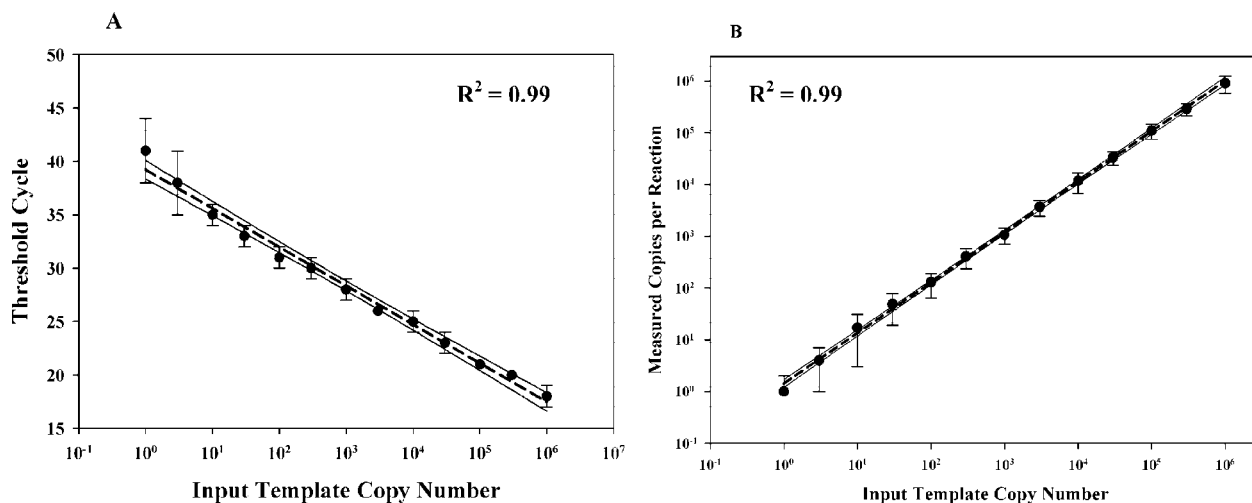 A
R² = 0.99
Threshold Cycle
50
45
40
35
30
25
20
15
10⁻¹ 10⁰ 10¹ 10² 10³ 10⁴ 10⁵ 10⁶ 10⁷
Input Template Copy Number
B
R² = 0.99
Measured Copies per Reaction
10⁶
10⁵
10⁴
10³
10²
10¹
10⁰
10⁻¹
10⁻¹ 10⁰ 10¹ 10² 10³ 10⁴ 10⁵ 10⁶
Input Template Copy Number